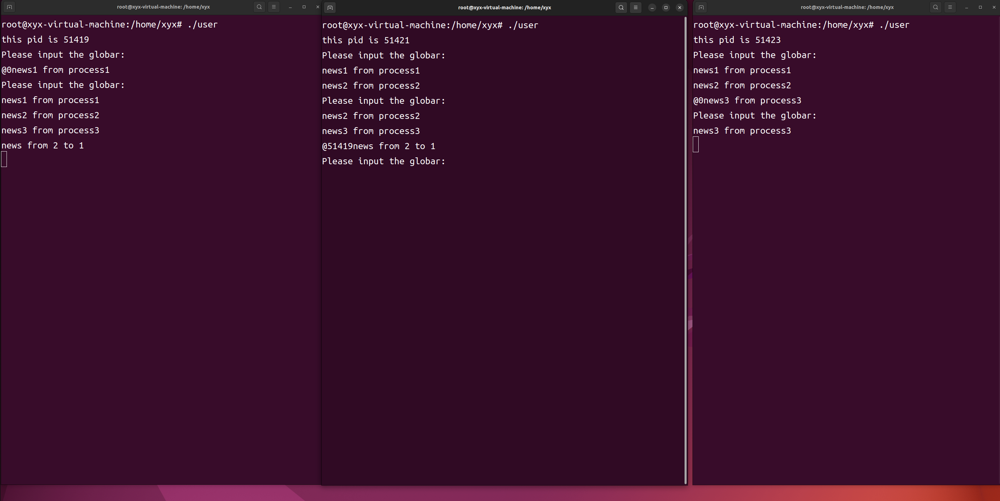 root@xyx-virtual-machine: /home/xyx
root@xyx-virtual-machine:/home/xyx# ./user
this pid is 51419
Please input the globar:
@0news1 from process1
Please input the globar:
news1 from process1
news2 from process2
news3 from process3
news from 2 to 1
root@xyx-virtual-machine: /home/xyx
root@xyx-virtual-machine:/home/xyx# ./user
this pid is 51421
Please input the globar:
news1 from process1
news2 from process2
Please input the globar:
news2 from process2
news3 from process3
@51419news from 2 to 1
Please input the globar:
root@xyx-virtual-machine: /home/xyx
root@xyx-virtual-machine:/home/xyx# ./user
this pid is 51423
Please input the globar:
news1 from process1
news2 from process2
@0news3 from process3
Please input the globar:
news3 from process3